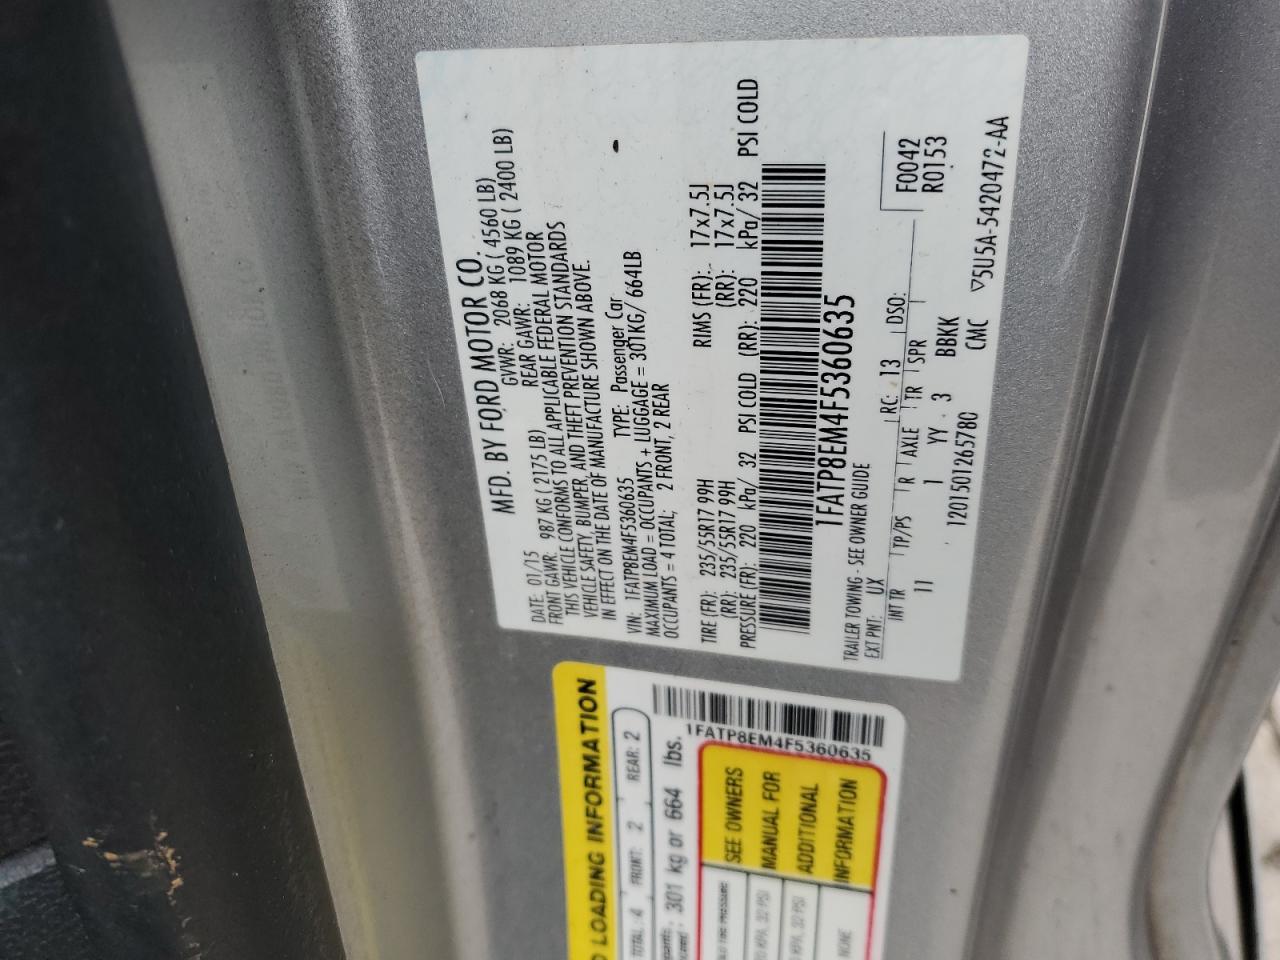 MFD. BY FORD MOTOR CO.
DATE: 01/15 GVWR: 2068 KG ( 4560 LB)
FRONT GAWR: 987 KG ( 2175 LB) REAR GAWR: 1089 KG ( 2400 LB)
THIS VEHICLE CONFORMS TO ALL APPLICABLE FEDERAL MOTOR
VEHICLE SAFETY, BUMPER, AND THEFT PREVENTION STANDARDS
IN EFFECT ON THE DATE OF MANUFACTURE SHOWN ABOVE.
VIN: 1FATP8EM4F5360635 TYPE: Passenger Car
MAXIMUM LOAD = OCCUPANTS + LUGGAGE = 301KG/ 664LB
OCCUPANTS = 4 TOTAL; 2 FRONT, 2 REAR
TIRE (FR): 235/55R17 99H RIMS (FR): 17x7.5J
(RR): 235/55R17 99H (RR): 17x7.5J
PRESSURE (FR): 220 kPa/ 32 PSI COLD (RR): 220 kPa/ 32 PSI COLD
1FATP8EM4F5360635
TRAILER TOWING - SEE OWNER GUIDE
EXT PNT: UX RC: 13 DSO: F0042
R0153
INT TR TP/PS R AXLE TR SPR
11 1 YY 3 BBKK
1201501265780 CMC ▽5U5A-5420472-AA
LOADING INFORMATION
TOTAL: 4 FRONT: 2 REAR: 2
301 kg or 664 lbs.
1FATP8EM4F5360635
SEE OWNERS
MANUAL FOR
ADDITIONAL
INFORMATION
KPA, 32 PSI
KPA, 32 PSI
NONE